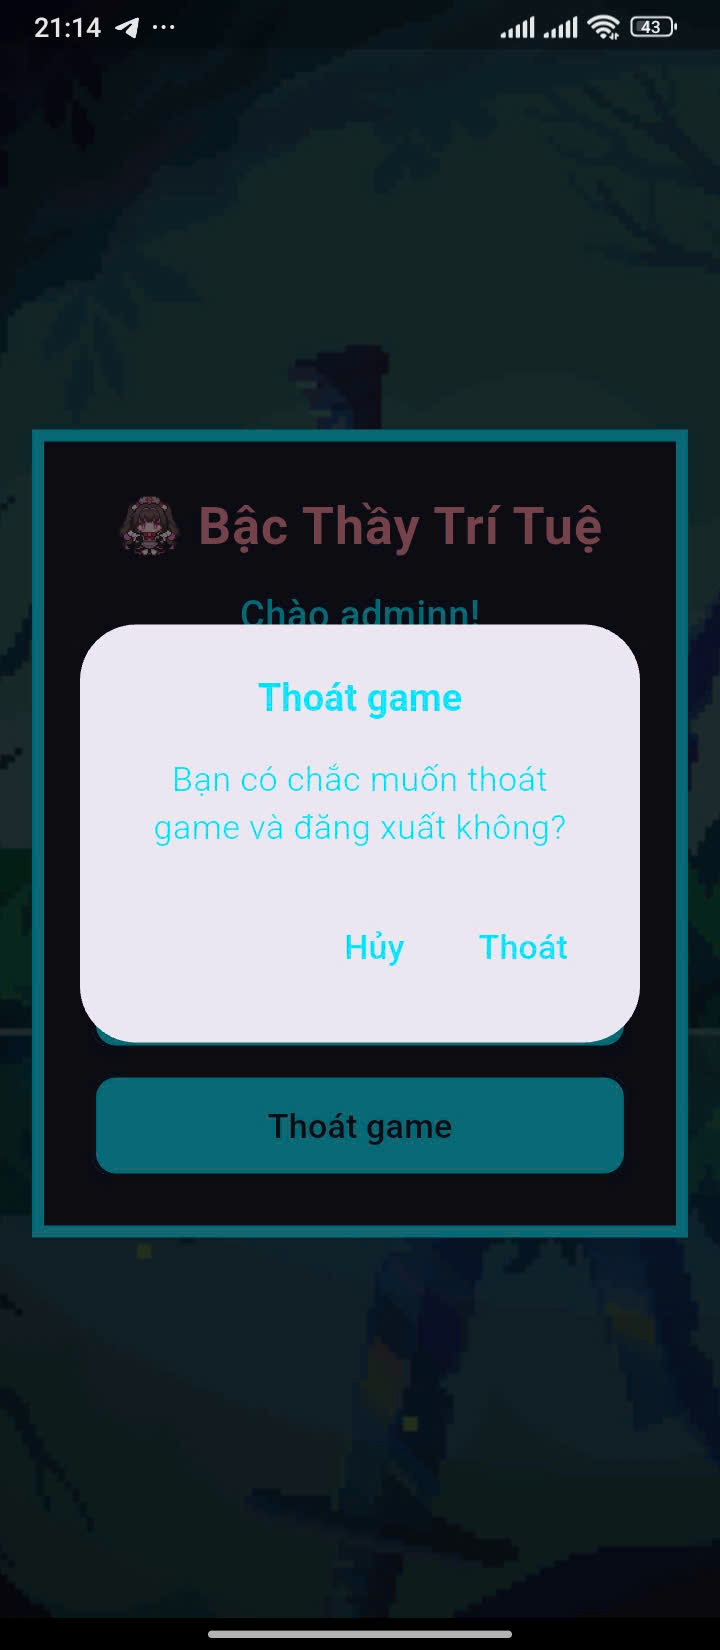 21:14
43
Bậc Thầy Trí Tuệ
Chào adminn!
Thoát game
Bạn có chắc muốn thoát
game và đăng xuất không?
Hủy Thoát
Thoát game